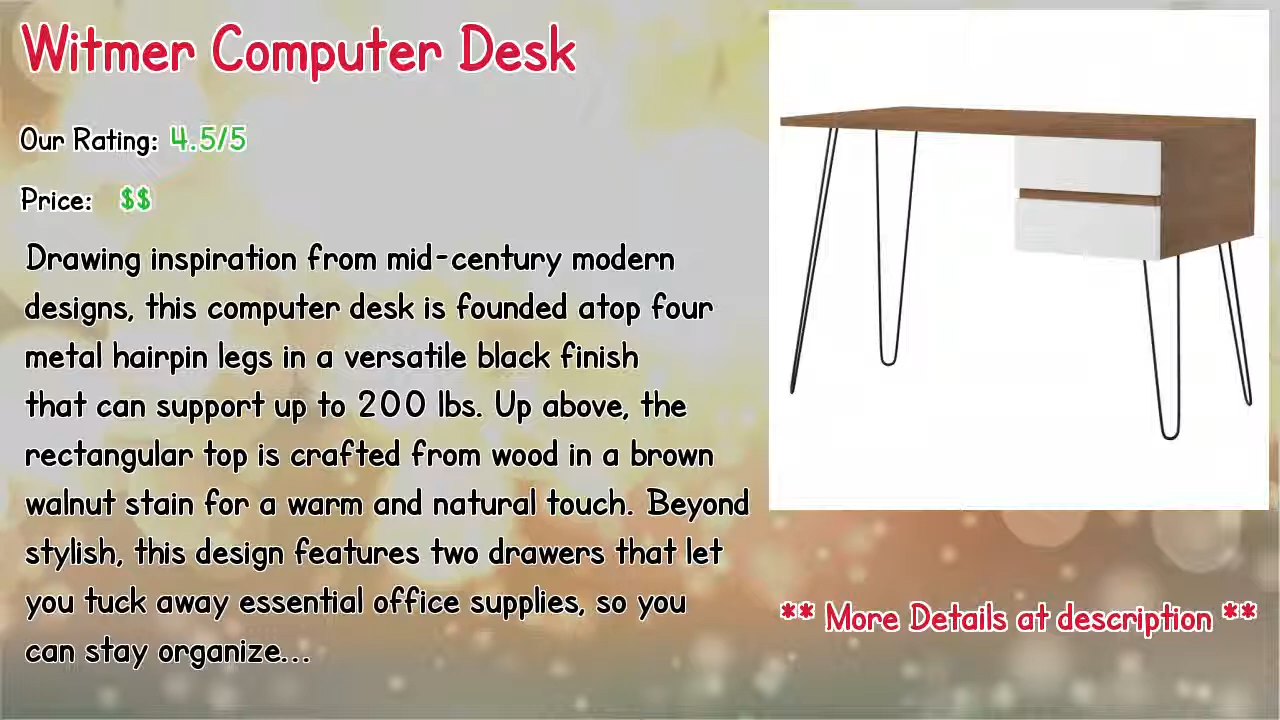 Witmer Computer Desk
Our Rating: 4.5/5
Price: $$
Drawing inspiration from mid-century modern
designs, this computer desk is founded atop four
metal hairpin legs in a versatile black finish
that can support up to 200 lbs. Up above, the
rectangular top is crafted from wood in a brown
walnut stain for a warm and natural touch. Beyond
stylish, this design features two drawers that let
you tuck away essential office supplies, so you
can stay organize...
** More Details at description **